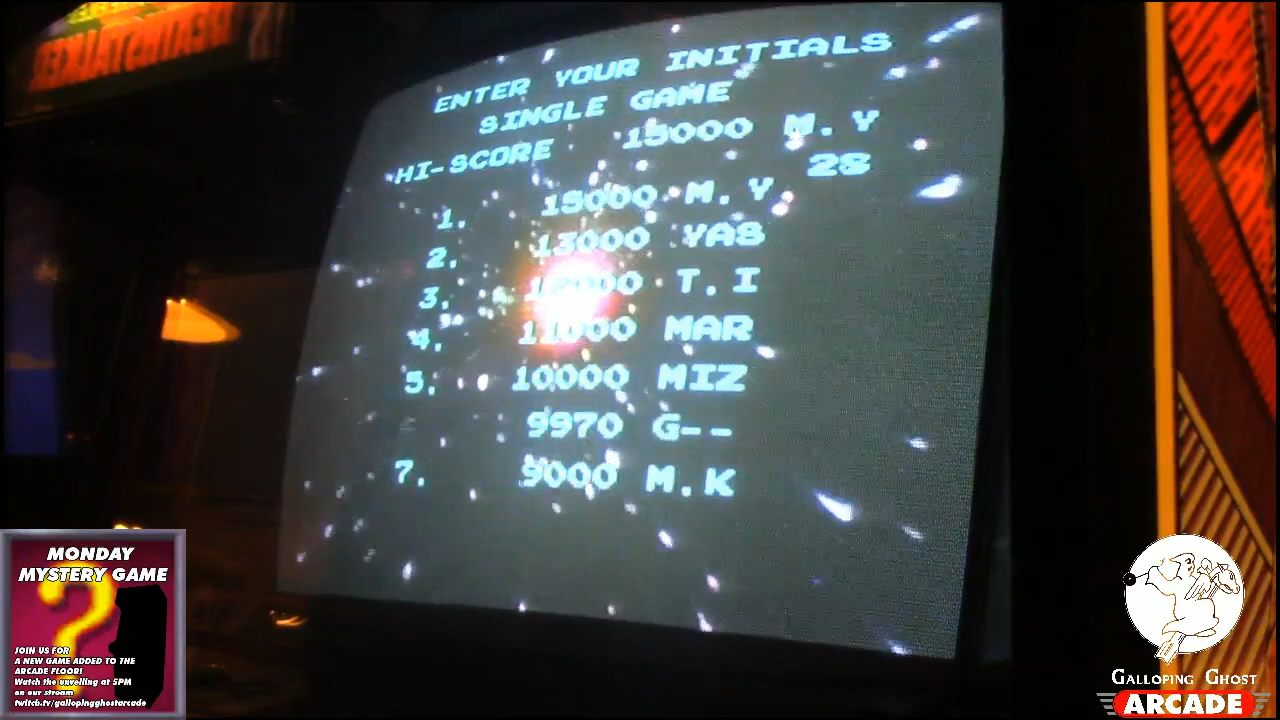 ENTER YOUR INITIALS
SINGLE GAME
HI-SCORE 15000 M.Y
28
1. 15000 M.Y
2. 13000 YAS
3. 12000 T.I
4. 11000 MAR
5. 10000 MIZ
9970 G--
7. 9000 M.K
MONDAY
MYSTERY GAME
?
JOIN US FOR
A NEW GAME ADDED TO THE
ARCADE FLOOR!
Watch the unveiling at 5PM
on our stream
twitch.tv/gallopingghostarcade
GALLOPING GHOST
ARCADE